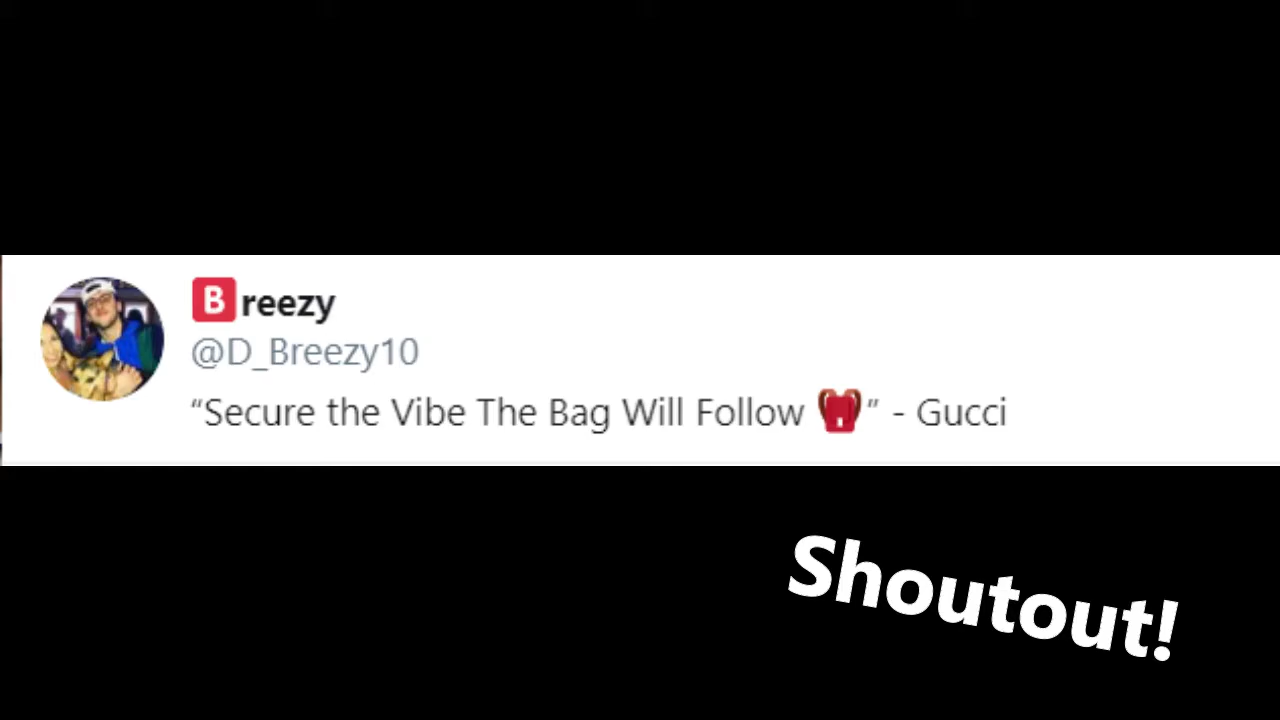 🅱reezy
@D_Breezy10
“Secure the Vibe The Bag Will Follow 🎒” - Gucci
Shoutout!